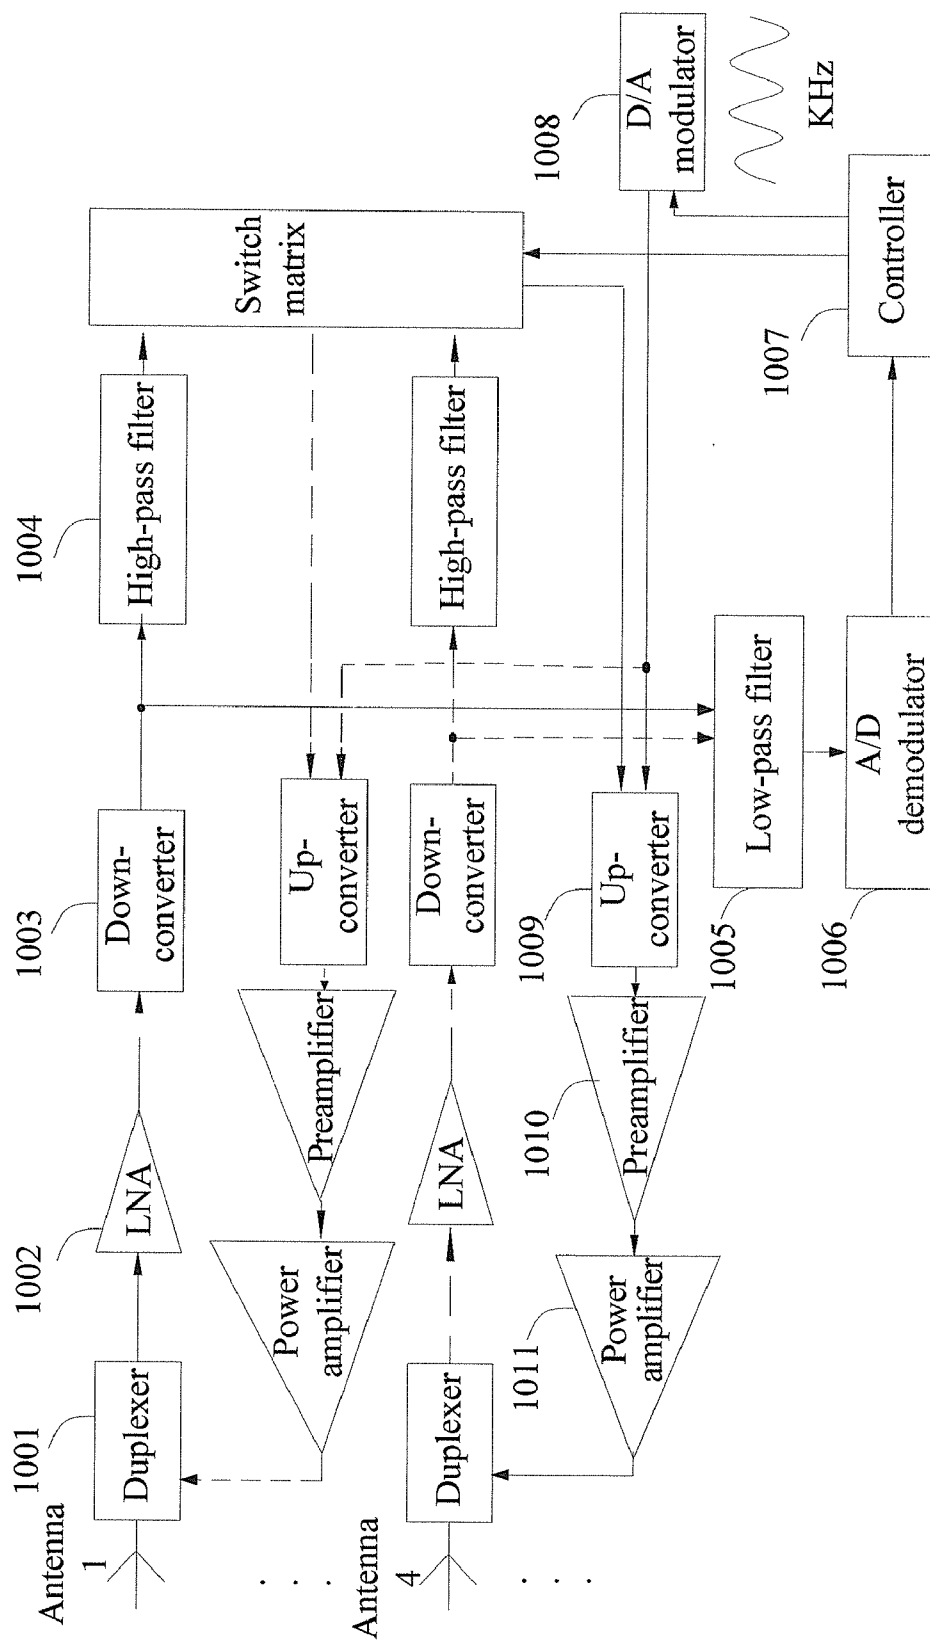 Antenna
1
1001
Duplexer
1002
LNA
1003
Down-
converter
1004
High-pass filter
Switch
matrix
Power
amplifier
Preamplifier
Up-
converter
. . .
Antenna
4
Duplexer
LNA
Down-
converter
High-pass filter
. . .
1011
Power
amplifier
1010
Preamplifier
1009
Up-
converter
1008
D/A
modulator
KHz
1005
Low-pass filter
1006
A/D
demodulator
1007
Controller